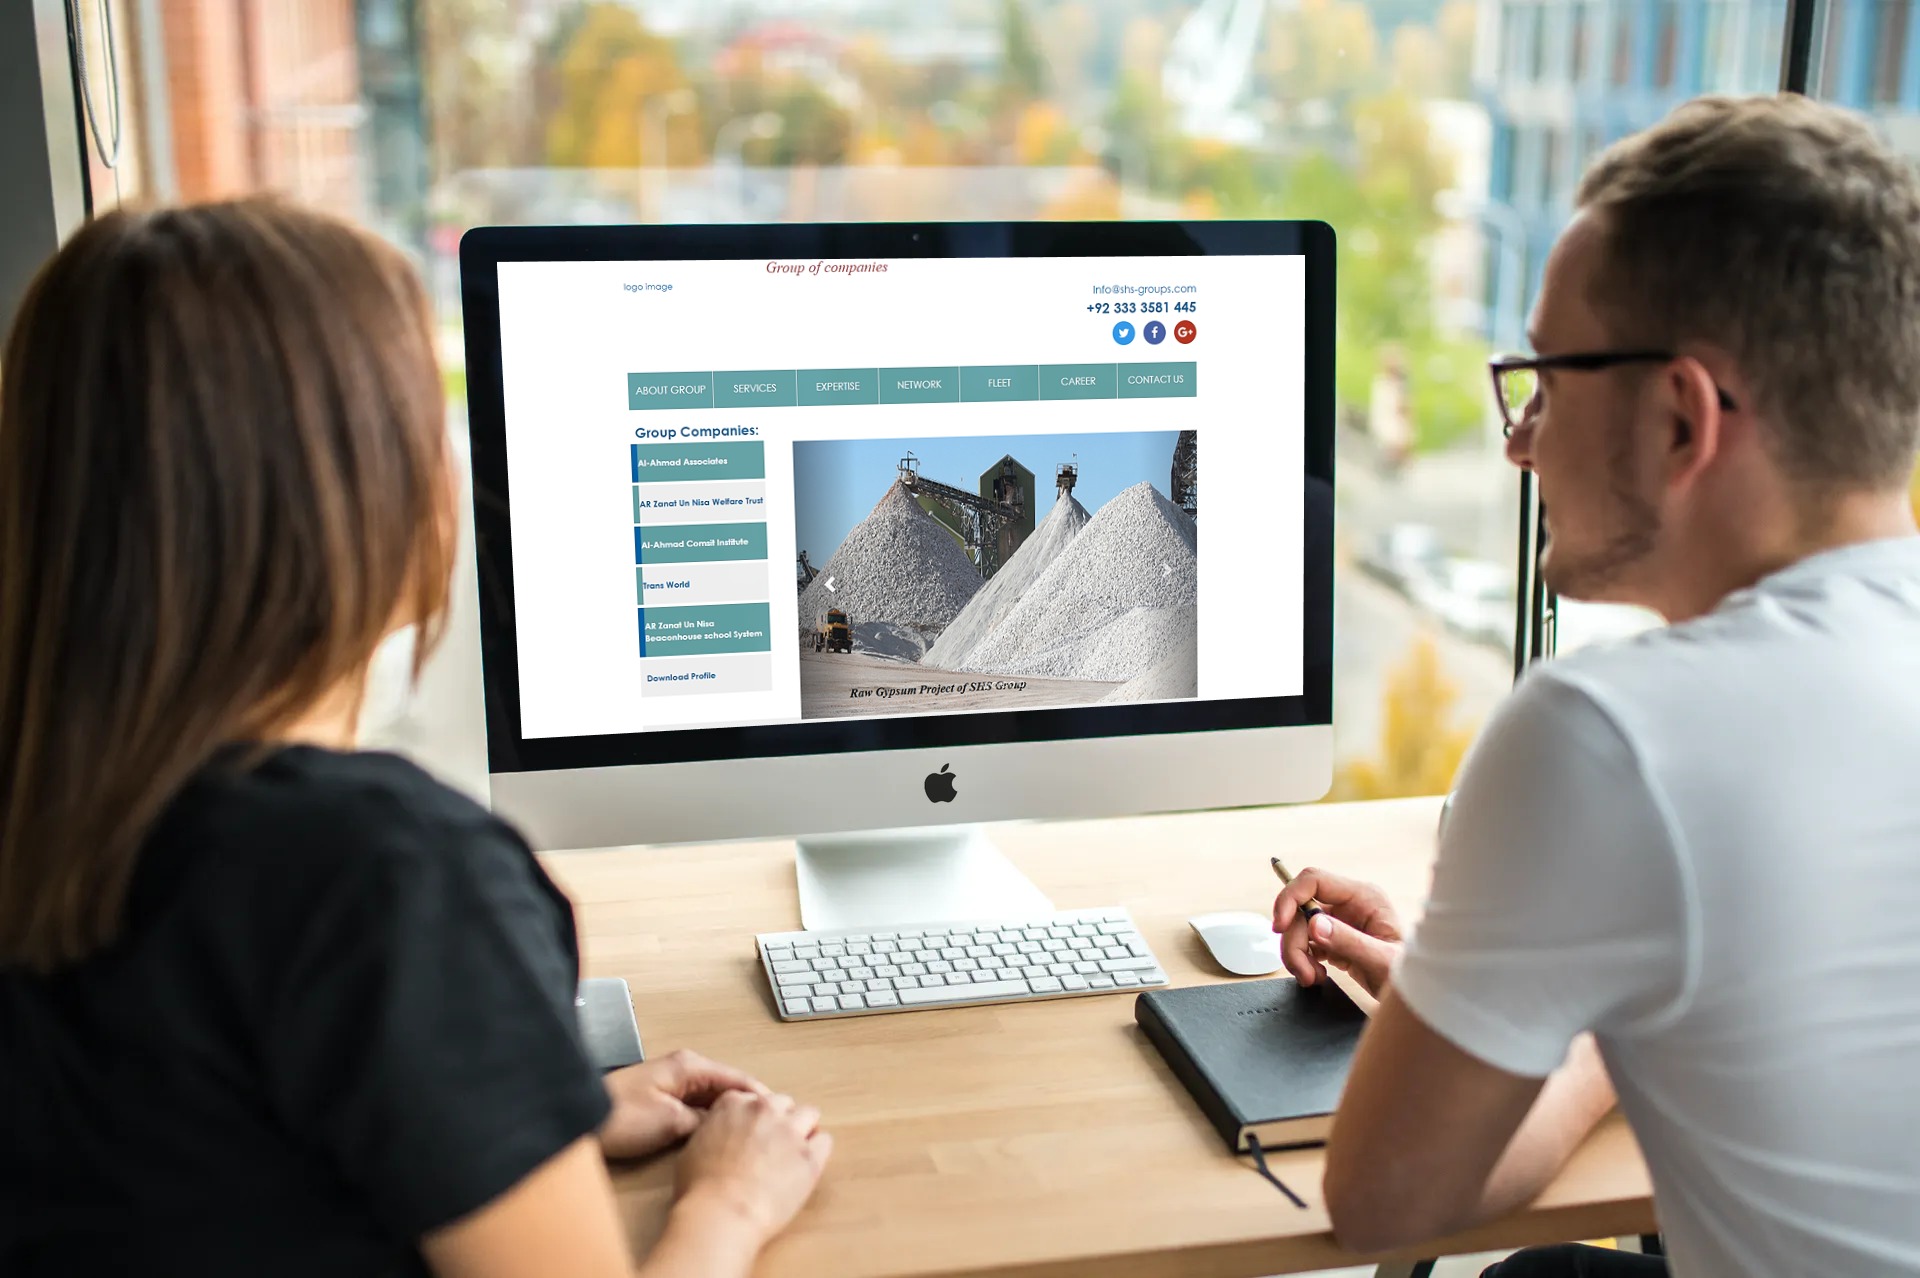 Group of companies
logo image
Info@shs-groups.com
+92 333 3581 445
ABOUT GROUP
SERVICES
EXPERTISE
NETWORK
FLEET
CAREER
CONTACT US
Group Companies:
Al-Ahmad Associates
AR Zanat Un Nisa Welfare Trust
Al-Ahmad Comsit Institute
Trans World
AR Zanat Un Nisa
Beaconhouse school System
Download Profile
Raw Gypsum Project of SHS Group